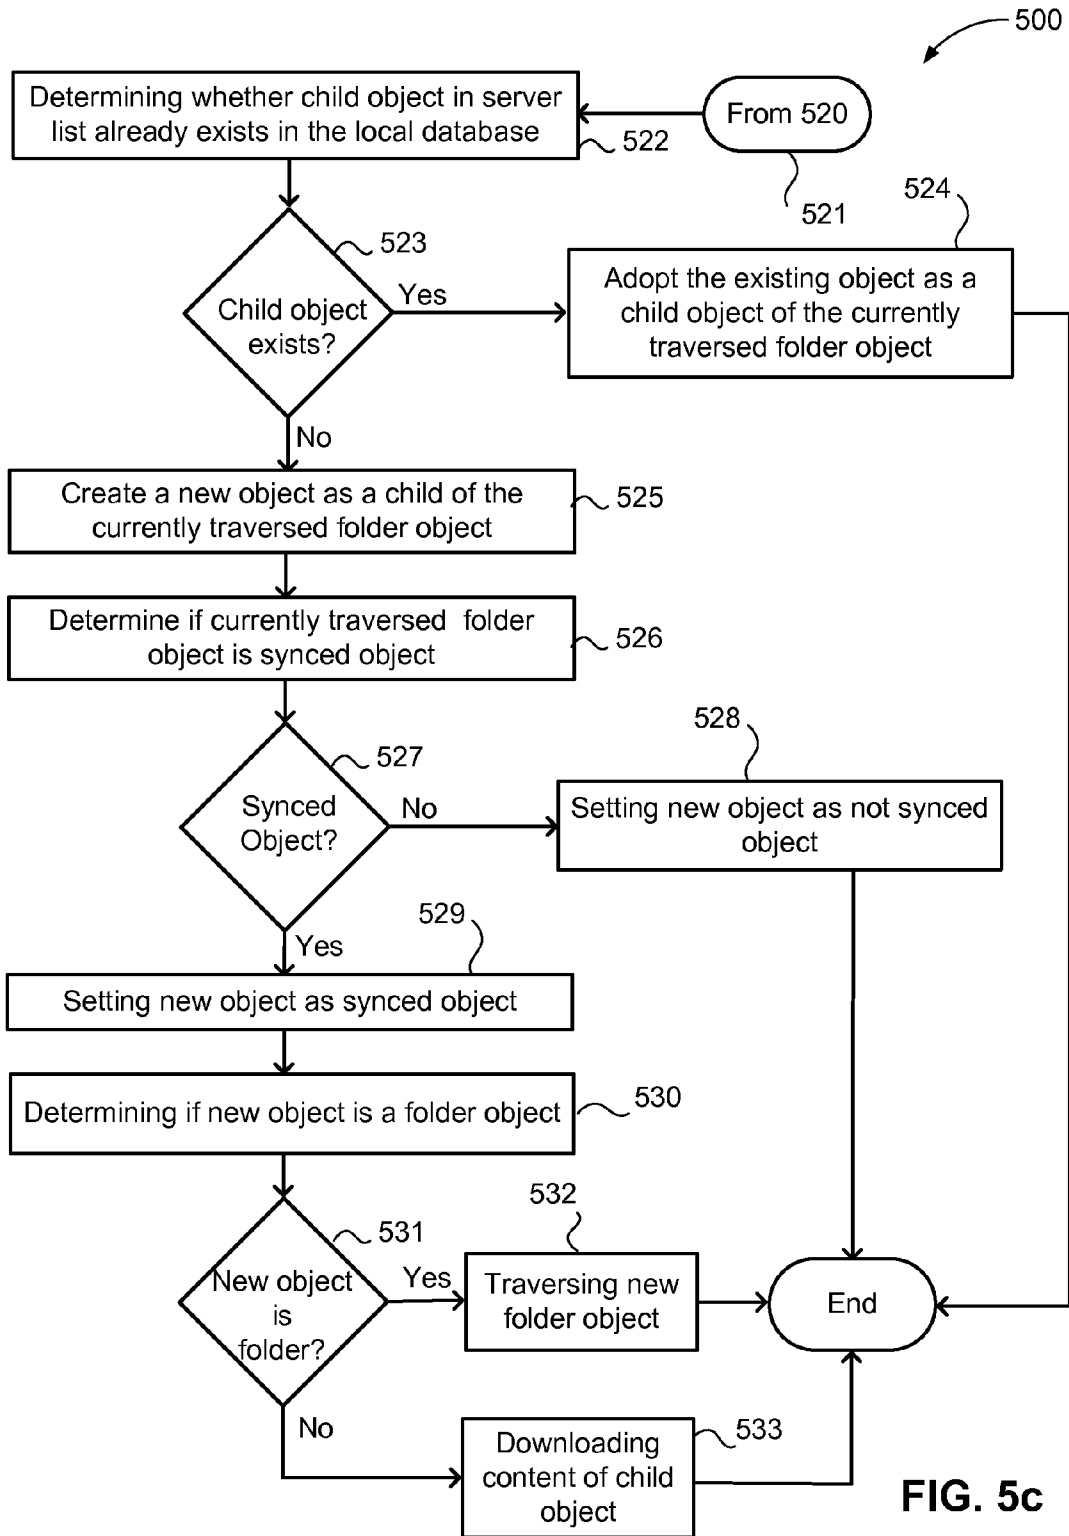 500
Determining whether child object in server
list already exists in the local database
From 520
522
521
524
523
Child object
exists?
Yes
Adopt the existing object as a
child object of the currently
traversed folder object
No
Create a new object as a child of the
currently traversed folder object
525
Determine if currently traversed folder
object is synced object
526
528
527
Synced
Object?
No
Setting new object as not synced
object
529
Yes
Setting new object as synced object
Determining if new object is a folder object
530
532
531
New object
is
folder?
Yes
Traversing new
folder object
End
No
Downloading
content of child
object
533
FIG. 5c